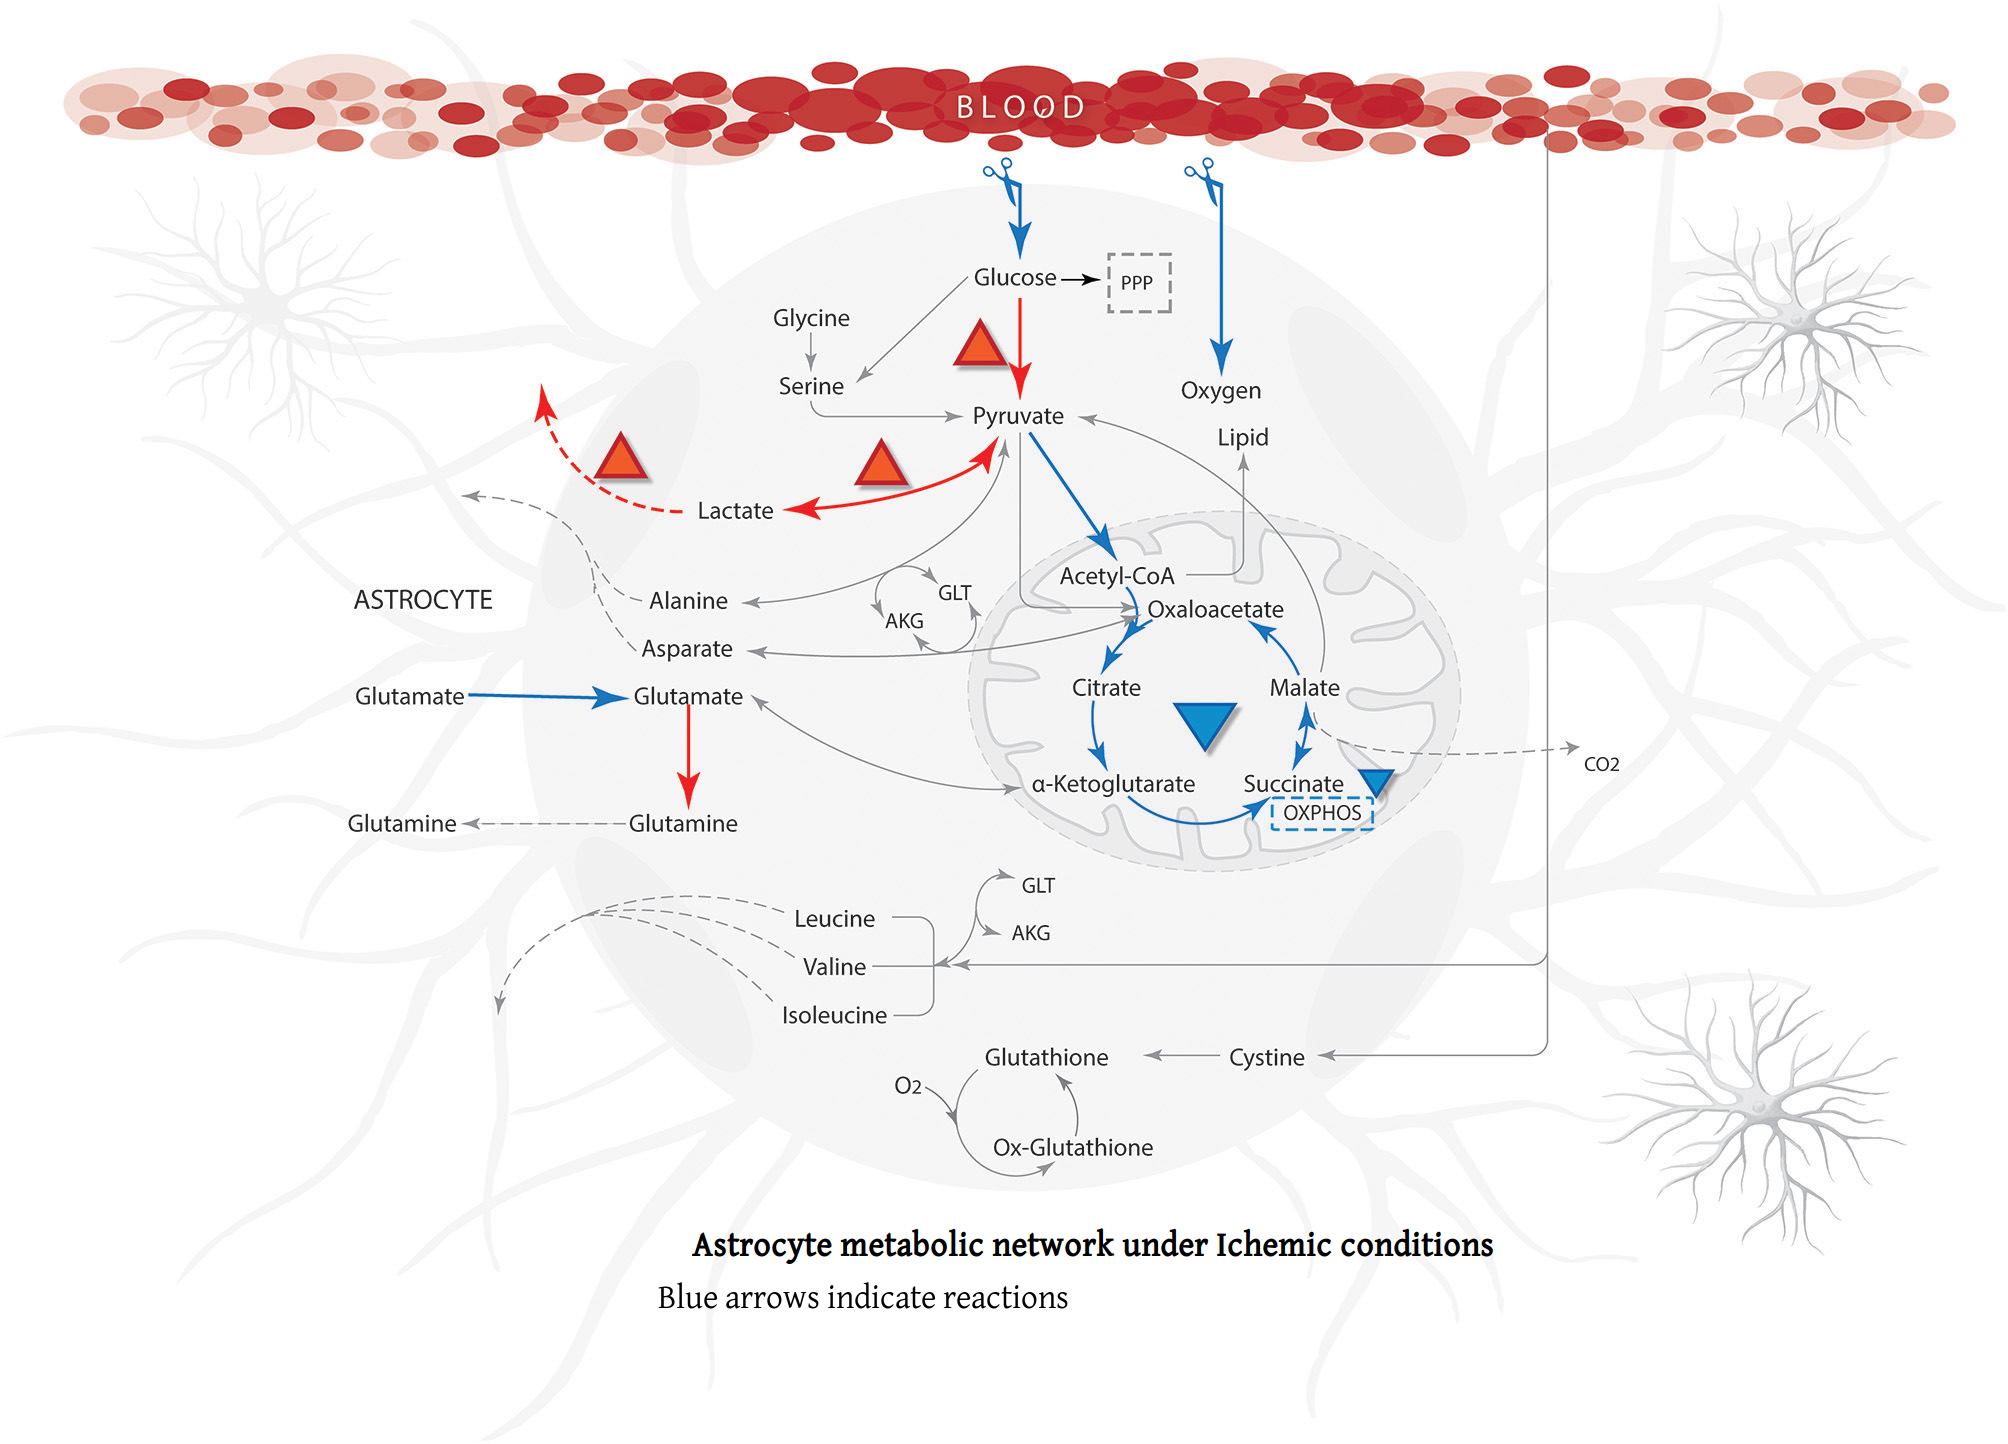 BLOOD
Glucose
PPP
Glycine
Serine
Oxygen
Pyruvate
Lipid
Lactate
Acetyl-CoA
GLT
ASTROCYTE
Alanine
Oxaloacetate
AKG
Asparate
Glutamate
Glutamate
Citrate
Malate
CO2
α-Ketoglutarate
Succinate
OXPHOS
Glutamine
Glutamine
GLT
Leucine
AKG
Valine
Isoleucine
Glutathione
Cystine
O2
Ox-Glutathione
Astrocyte metabolic network under Ichemic conditions
Blue arrows indicate reactions